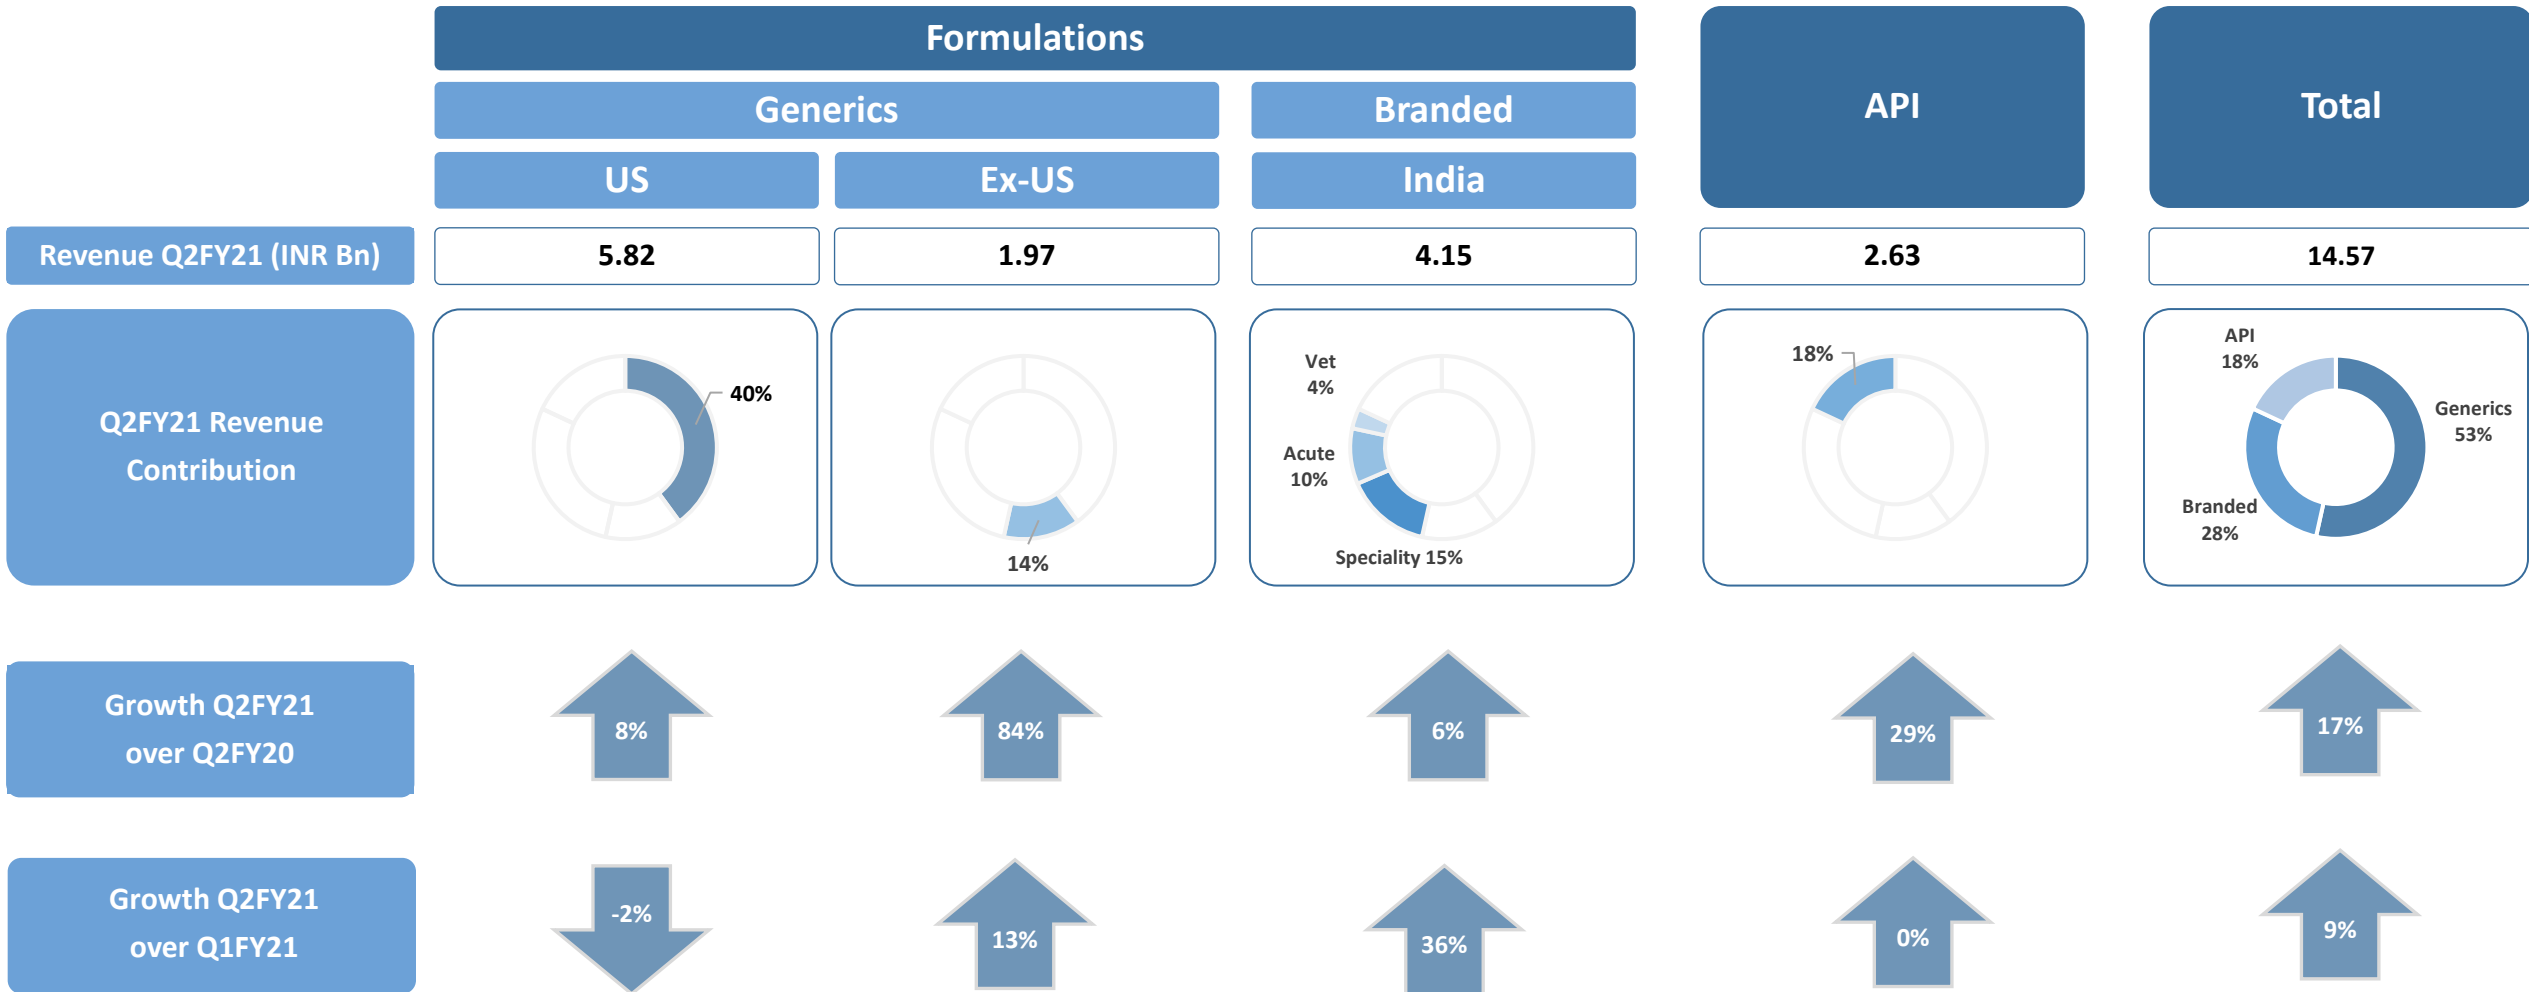 Formulations
Generics
Branded
API
Total
US
Ex-US
India
Revenue Q2FY21 (INR Bn)
5.82
1.97
4.15
2.63
14.57
Q2FY21 Revenue
Contribution
40%
14%
Vet
4%
Acute
10%
Speciality 15%
18%
API
18%
Generics
53%
Branded
28%
Growth Q2FY21
over Q2FY20
8%
84%
6%
29%
17%
Growth Q2FY21
over Q1FY21
-2%
13%
36%
0%
9%